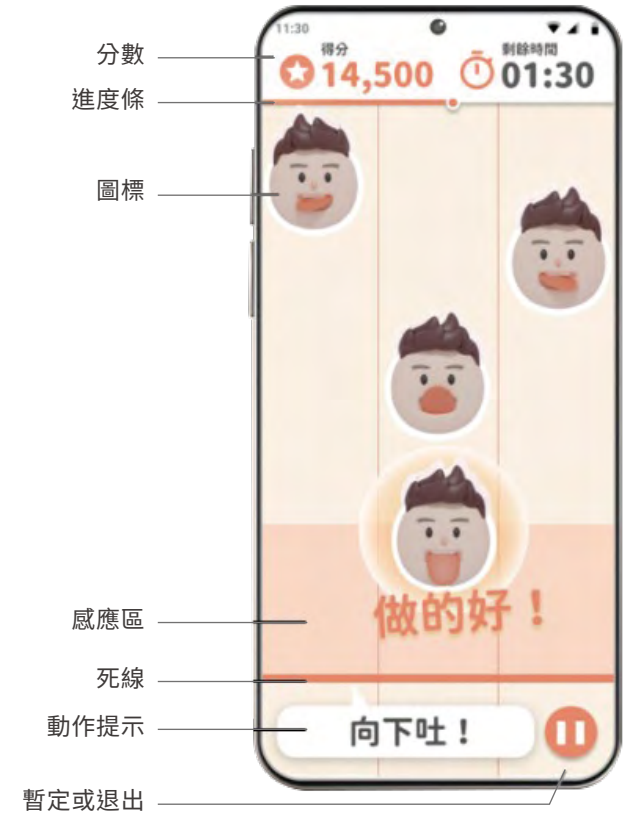 11:30
分數
得分
14,500
剩餘時間
01:30
進度條
圖標
做的好！
感應區
死線
動作提示
向下吐！
暫定或退出